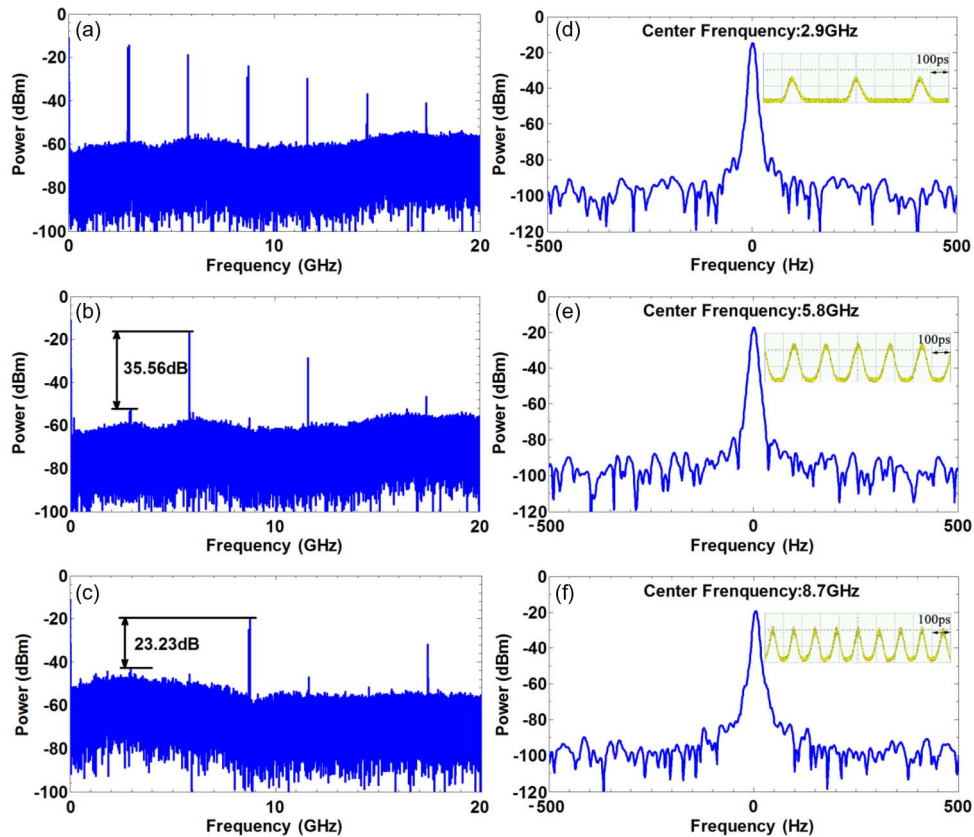 (a)
0
-20
-40
-60
-80
-100
Power (dBm)
0
10
20
Frequency (GHz)
(d)
Center Frenquency:2.9GHz
100ps
0
-20
-40
-60
-80
-100
-120
Power (dBm)
-500
0
500
Frequency (Hz)
(b)
35.56dB
0
-20
-40
-60
-80
-100
Power (dBm)
0
10
20
Frequency (GHz)
(e)
Center Frenquency:5.8GHz
100ps
0
-20
-40
-60
-80
-100
-120
Power (dBm)
-500
0
500
Frequency (Hz)
(c)
23.23dB
0
-20
-40
-60
-80
-100
Power (dBm)
0
10
20
Frequency (GHz)
(f)
Center Frenquency:8.7GHz
100ps
0
-20
-40
-60
-80
-100
-120
Power (dBm)
-500
0
500
Frequency (Hz)